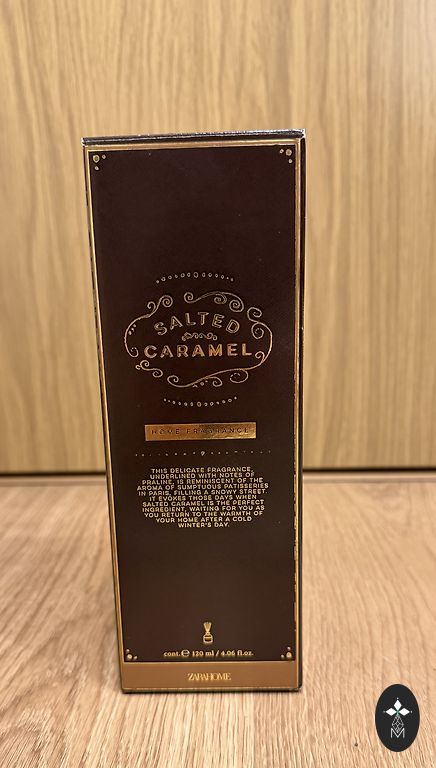 SALTED
CARAMEL
HOME FRAGRANCE
THIS DELICATE FRAGRANCE,
UNDERLINED WITH NOTES OF
PRALINE, IS REMINISCENT OF THE
AROMA OF SUMPTUOUS PATISSERIES
IN PARIS, FILLING A SNOWY STREET.
IT EVOKES THOSE DAYS WHEN
SALTED CARAMEL IS THE PERFECT
INGREDIENT, WAITING FOR YOU AS
YOU RETURN TO THE WARMTH OF
YOUR HOME AFTER A COLD
WINTER'S DAY.
cont. ℮ 120 ml / 4.06 fl.oz.
ZARAHOME
M